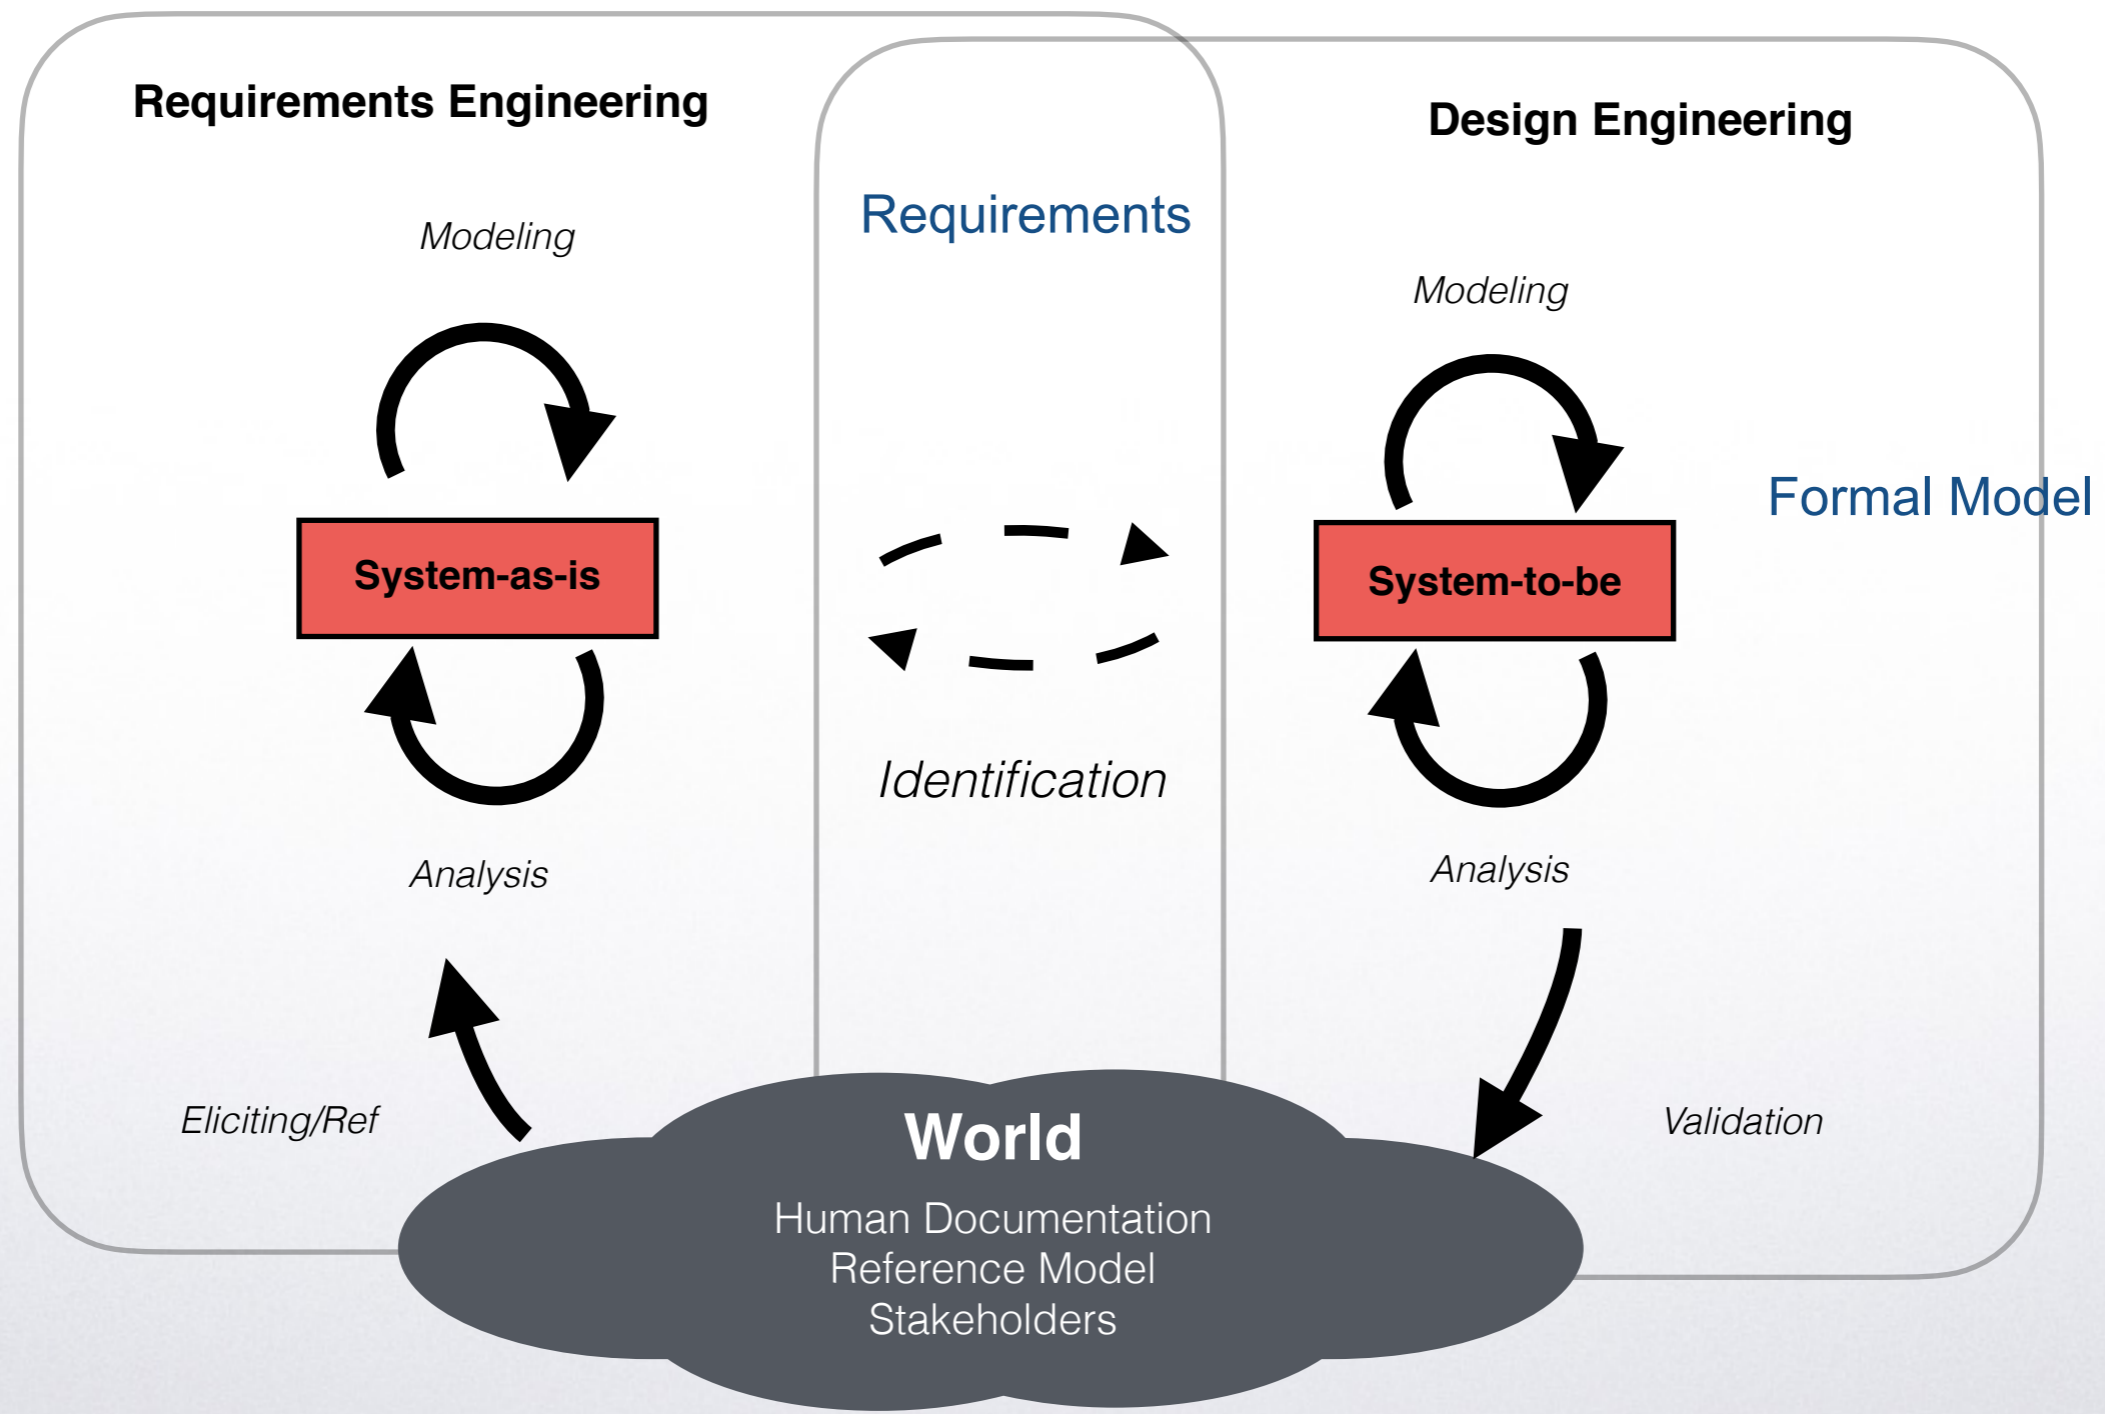 Requirements Engineering
Design Engineering
Requirements
Modeling
Modeling
Formal Model
System-as-is
System-to-be
Identification
Analysis
Analysis
Eliciting/Ref
Validation
World
Human Documentation
Reference Model
Stakeholders